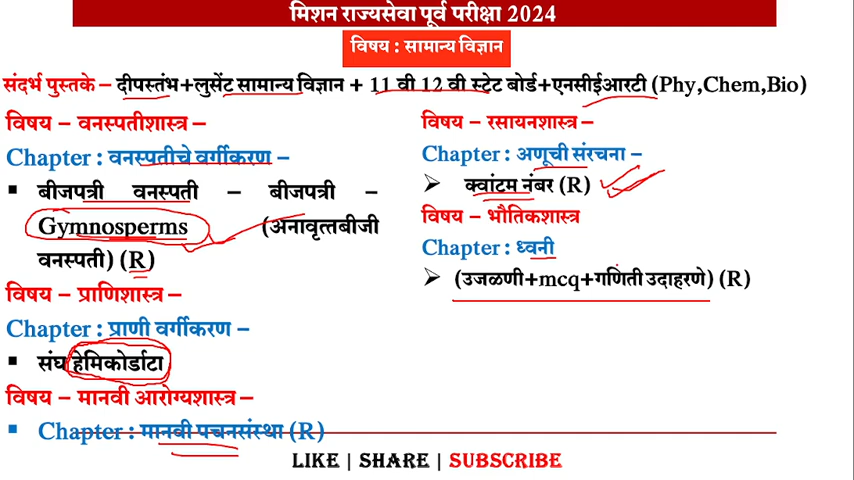 मिशन राज्यसेवा पूर्व परीक्षा 2024
विषय : सामान्य विज्ञान
संदर्भ पुस्तके – दीपस्तंभ+लुसेंट सामान्य विज्ञान + 11 वी 12 वी स्टेट बोर्ड+एनसीईआरटी (Phy,Chem,Bio)
विषय – वनस्पतीशास्त्र –
Chapter : वनस्पतीचे वर्गीकरण –
▪ बीजपत्री वनस्पती – बीजपत्री –
Gymnosperms (अनावृत्तबीजी
वनस्पती) (R)
विषय – प्राणिशास्त्र –
Chapter : प्राणी वर्गीकरण –
▪ संघ हेमिकोर्डाटा
विषय – मानवी आरोग्यशास्त्र –
▪ Chapter : मानवी पचनसंस्था (R)
विषय – रसायनशास्त्र –
Chapter : अणूची संरचना –
➢ क्वांटम नंबर (R)
विषय – भौतिकशास्त्र
Chapter : ध्वनी
➢ (उजळणी+mcq+गणिती उदाहरणे) (R)
LIKE | SHARE | SUBSCRIBE